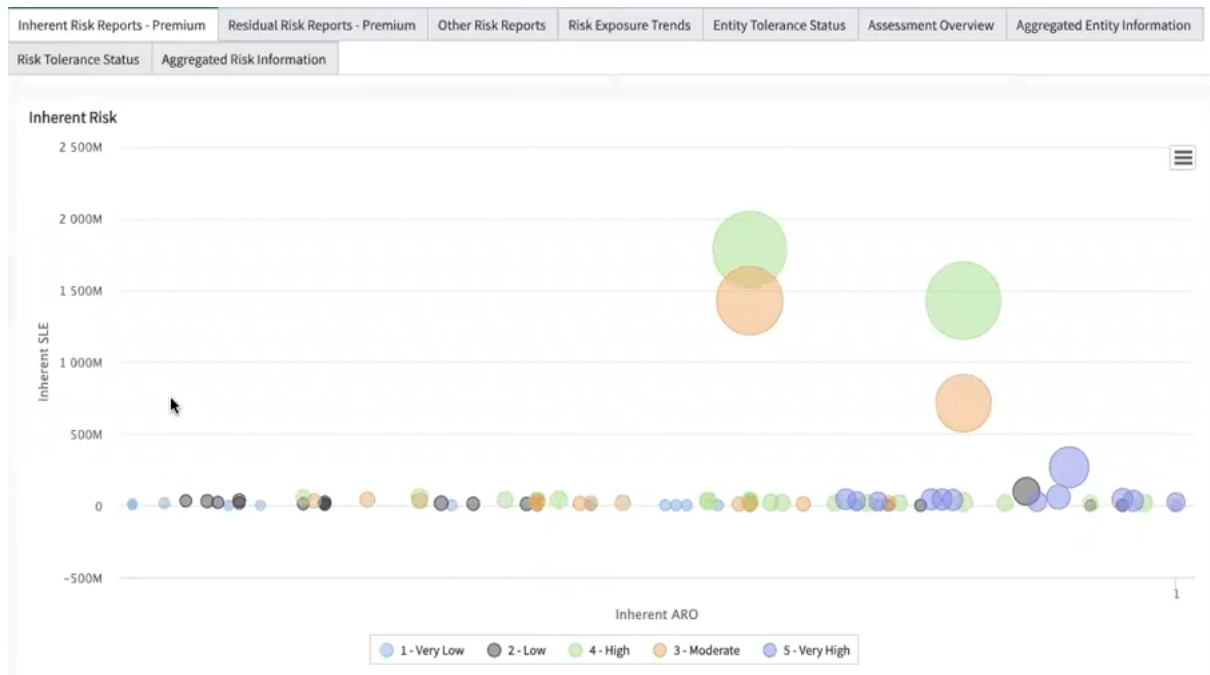 Inherent Risk Reports - Premium Residual Risk Reports - Premium Other Risk Reports Risk Exposure Trends Entity Tolerance Status Assessment Overview Aggregated Entity Information
Risk Tolerance Status Aggregated Risk Information
Inherent Risk
2 500M
2 000M
1 500M
1 000M
500M
0
−500M
Inherent SLE
1
Inherent ARO
1 - Very Low 2 - Low 4 - High 3 - Moderate 5 - Very High